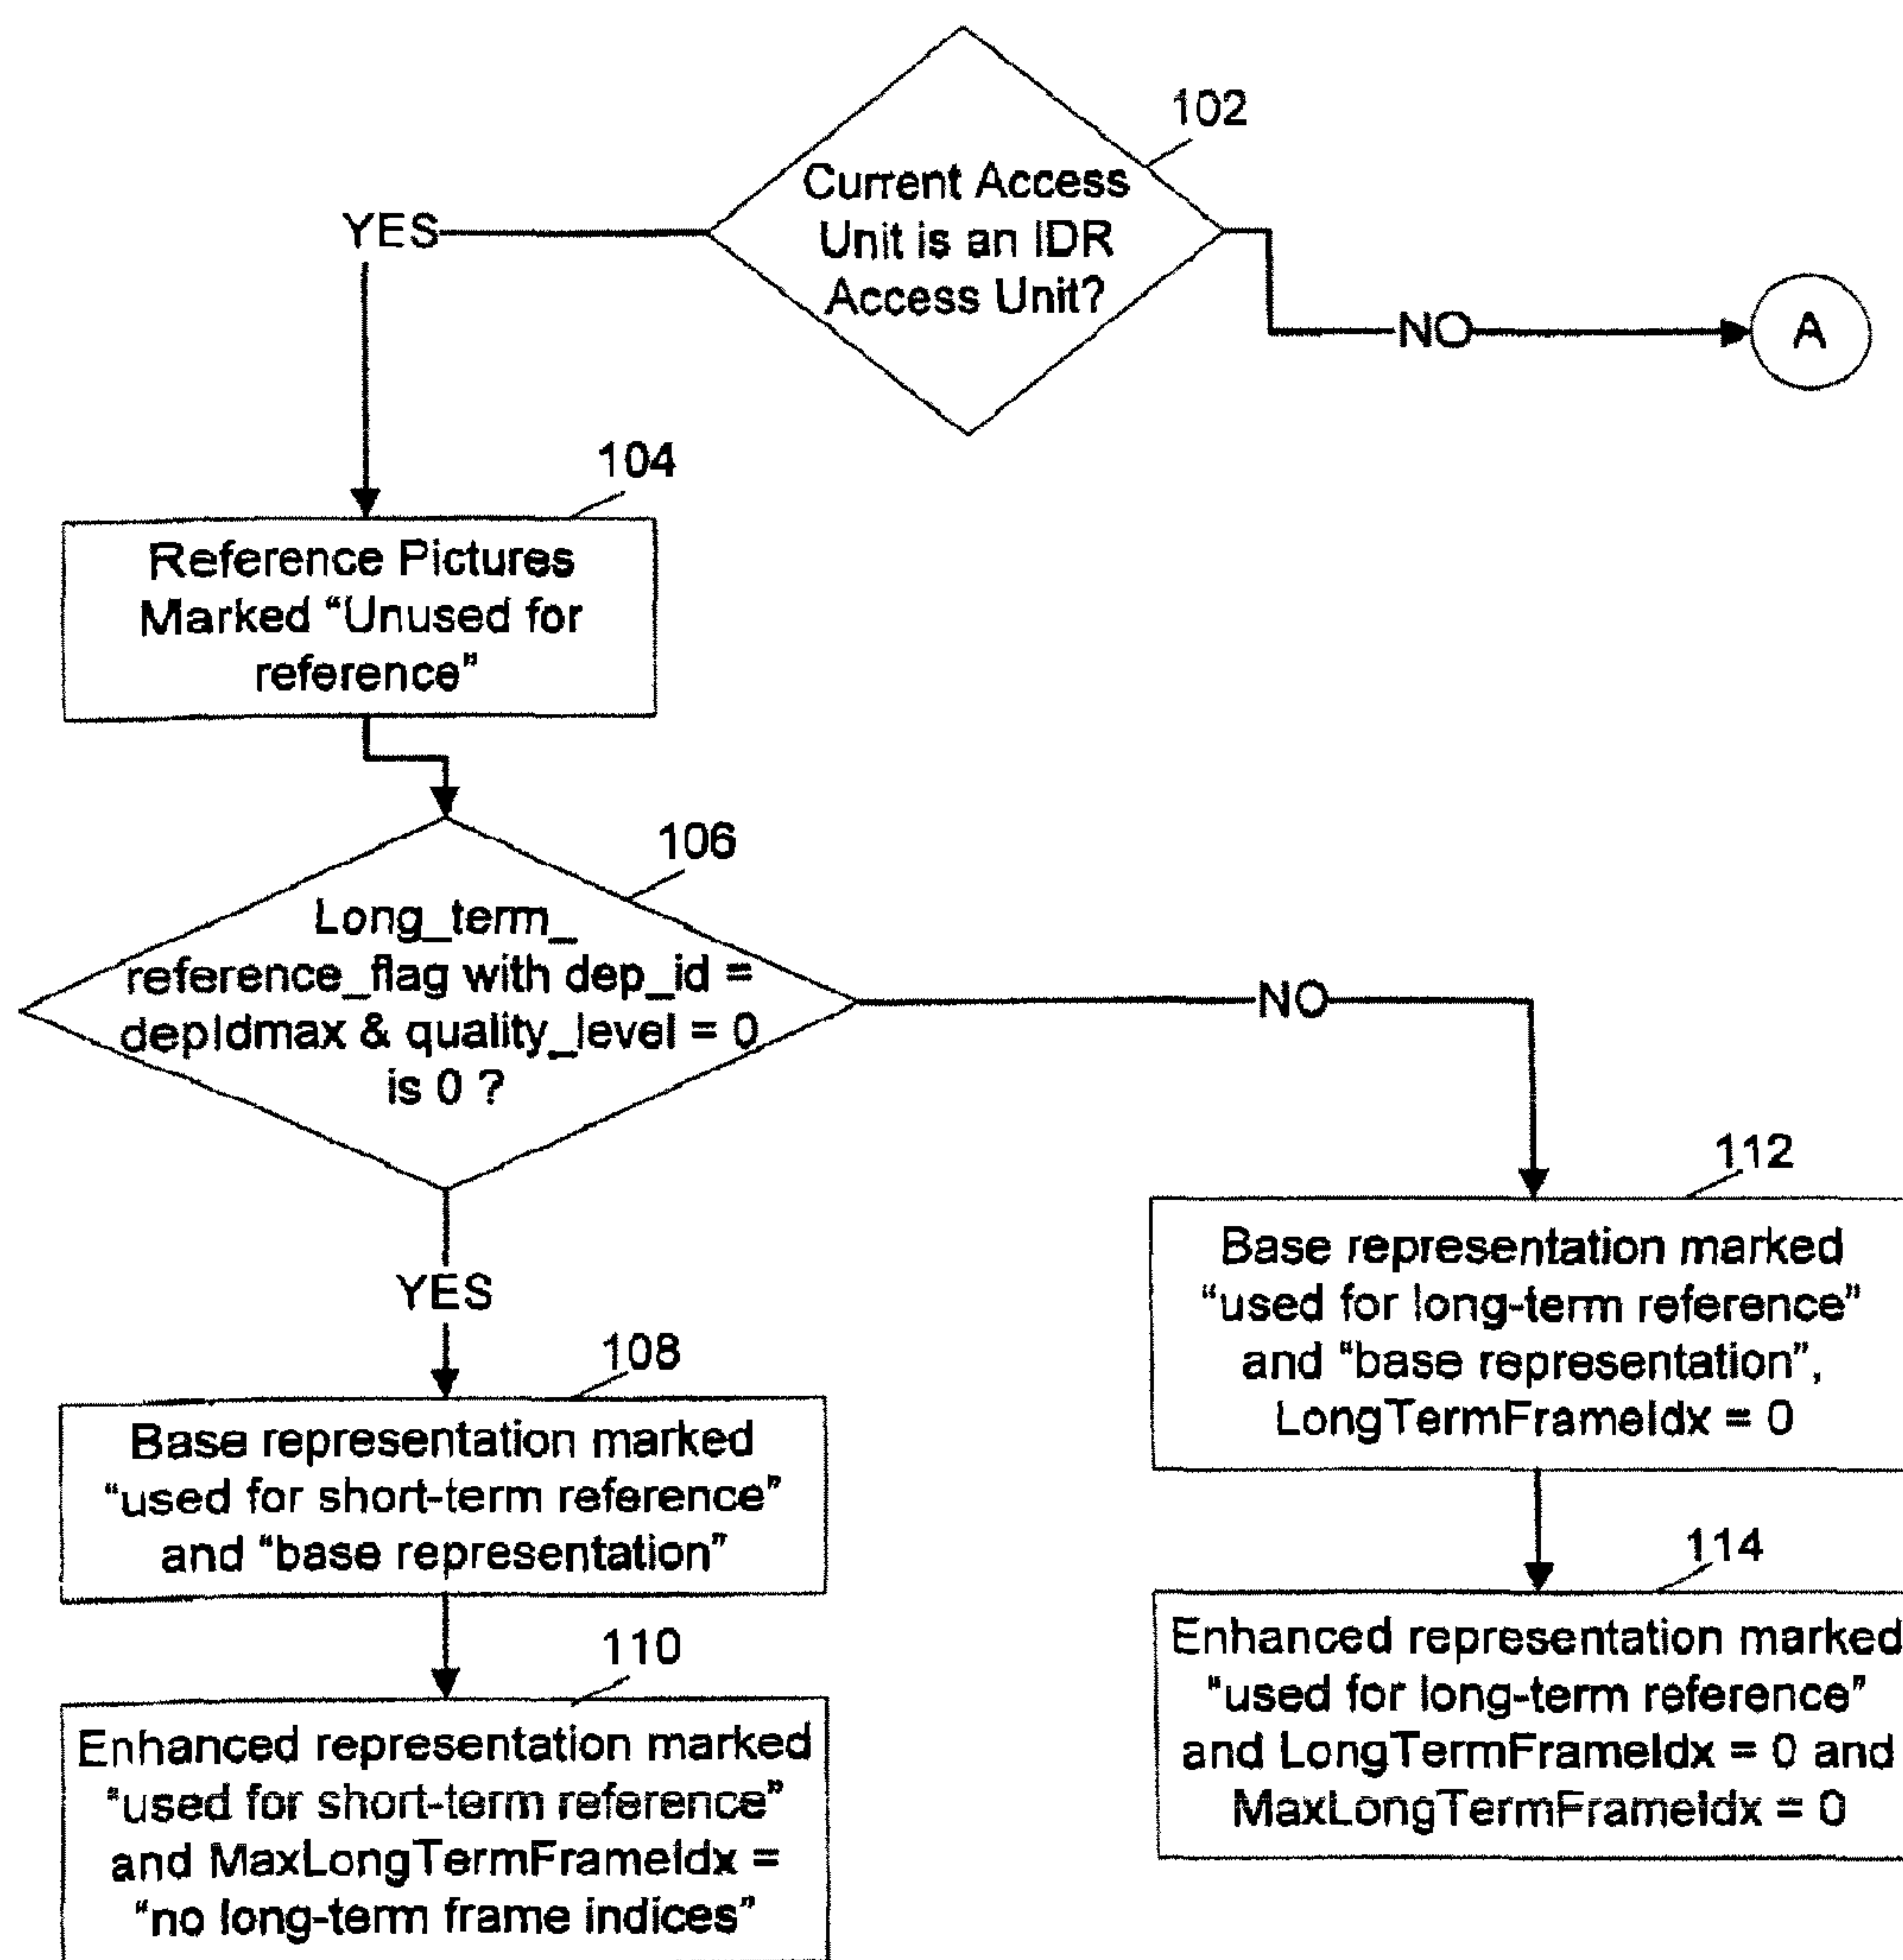 102
Current Access
Unit is an IDR
Access Unit?
YES
NO
A
104
Reference Pictures
Marked “Unused for
reference”
106
Long_term_
reference_flag with dep_id =
depIdmax & quality_level = 0
is 0 ?
NO
YES
108
Base representation marked
“used for short-term reference”
and “base representation”
110
Enhanced representation marked
“used for short-term reference”
and MaxLongTermFrameIdx =
“no long-term frame indices”
112
Base representation marked
“used for long-term reference”
and “base representation”,
LongTermFrameIdx = 0
114
Enhanced representation marked
“used for long-term reference”
and LongTermFrameIdx = 0 and
MaxLongTermFrameIdx = 0